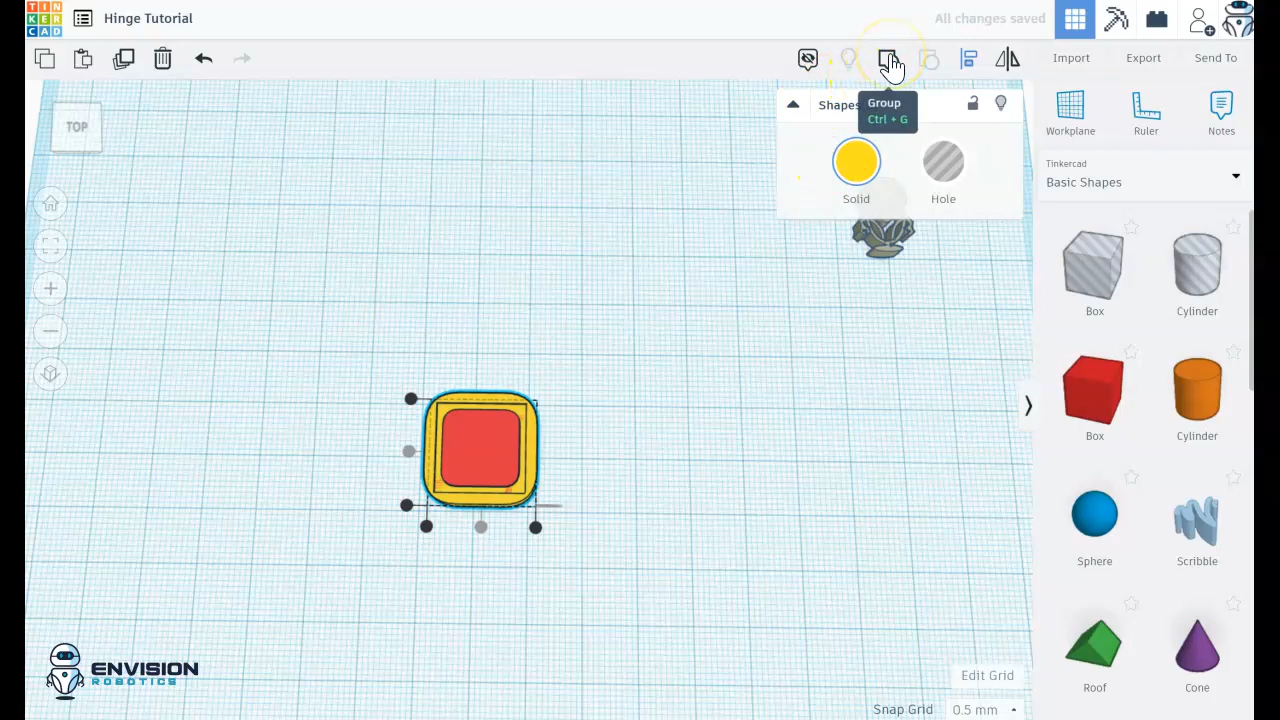 TIN
KER
CAD
Hinge Tutorial
All changes saved
Import
Export
Send To
TOP
Shapes
Group
Ctrl + G
Solid
Hole
Workplane
Ruler
Notes
Tinkercad
Basic Shapes
Box
Cylinder
Box
Cylinder
Sphere
Scribble
Roof
Cone
ENVISION
ROBOTICS
Edit Grid
Snap Grid
0.5 mm